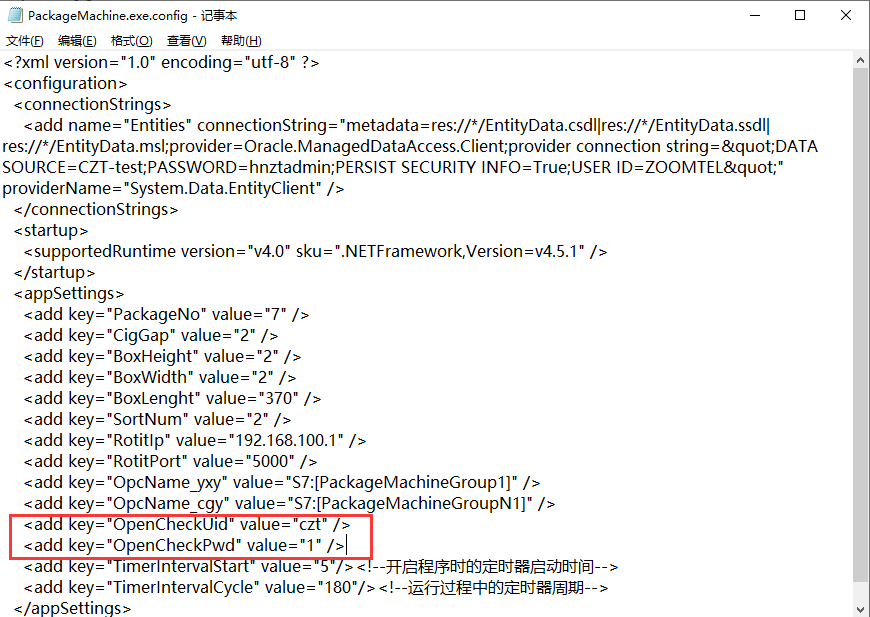 PackageMachine.exe.config - 记事本
文件(F) 编辑(E) 格式(O) 查看(V) 帮助(H)
<?xml version="1.0" encoding="utf-8" ?>
<configuration>
  <connectionStrings>
    <add name="Entities" connectionString="metadata=res://*/EntityData.csdl|res://*/EntityData.ssdl|
res://*/EntityData.msl;provider=Oracle.ManagedDataAccess.Client;provider connection string=&quot;DATA
SOURCE=CZT-test;PASSWORD=hnztadmin;PERSIST SECURITY INFO=True;USER ID=ZOOMTEL&quot;"
providerName="System.Data.EntityClient" />
  </connectionStrings>
  <startup>
    <supportedRuntime version="v4.0" sku=".NETFramework,Version=v4.5.1" />
  </startup>
  <appSettings>
    <add key="PackageNo" value="7" />
    <add key="CigGap" value="2" />
    <add key="BoxHeight" value="2" />
    <add key="BoxWidth" value="2" />
    <add key="BoxLenght" value="370" />
    <add key="SortNum" value="2" />
    <add key="RotitIp" value="192.168.100.1" />
    <add key="RotitPort" value="5000" />
    <add key="OpcName_yxy" value="S7:[PackageMachineGroup1]" />
    <add key="OpcName_cgy" value="S7:[PackageMachineGroupN1]" />
    <add key="OpenCheckUid" value="czt" />
    <add key="OpenCheckPwd" value="1" />
    <add key="TimerIntervalStart" value="5"/><!--开启程序时的定时器启动时间-->
    <add key="TimerIntervalCycle" value="180"/><!--运行过程中的定时器周期-->
  </appSettings>